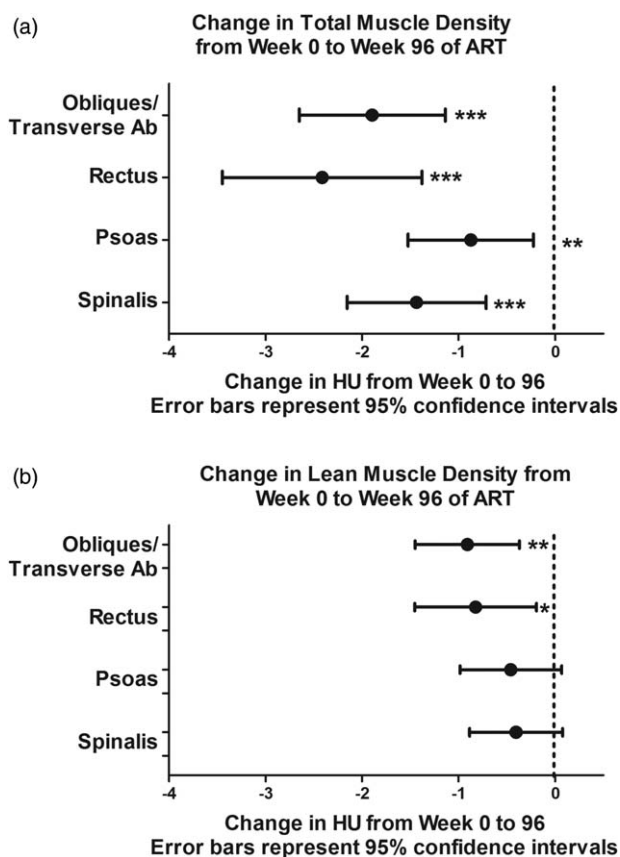 (a)
Change in Total Muscle Density
from Week 0 to Week 96 of ART
Obliques/
Transverse Ab
***
Rectus
***
Psoas
**
Spinalis
***
-4 -3 -2 -1 0
Change in HU from Week 0 to 96
Error bars represent 95% confidence intervals
(b)
Change in Lean Muscle Density from
Week 0 to Week 96 of ART
Obliques/
Transverse Ab
**
Rectus
*
Psoas
Spinalis
-4 -3 -2 -1 0
Change in HU from Week 0 to 96
Error bars represent 95% confidence intervals